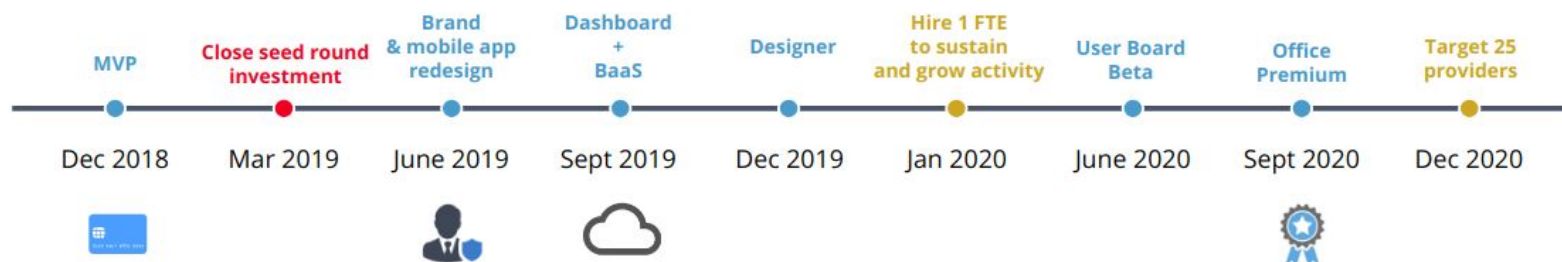 MVP
Close seed round
investment
Brand
& mobile app
redesign
Dashboard
+
BaaS
Designer
Hire 1 FTE
to sustain
and grow activity
User Board
Beta
Office
Premium
Target 25
providers
Dec 2018
Mar 2019
June 2019
Sept 2019
Dec 2019
Jan 2020
June 2020
Sept 2020
Dec 2020